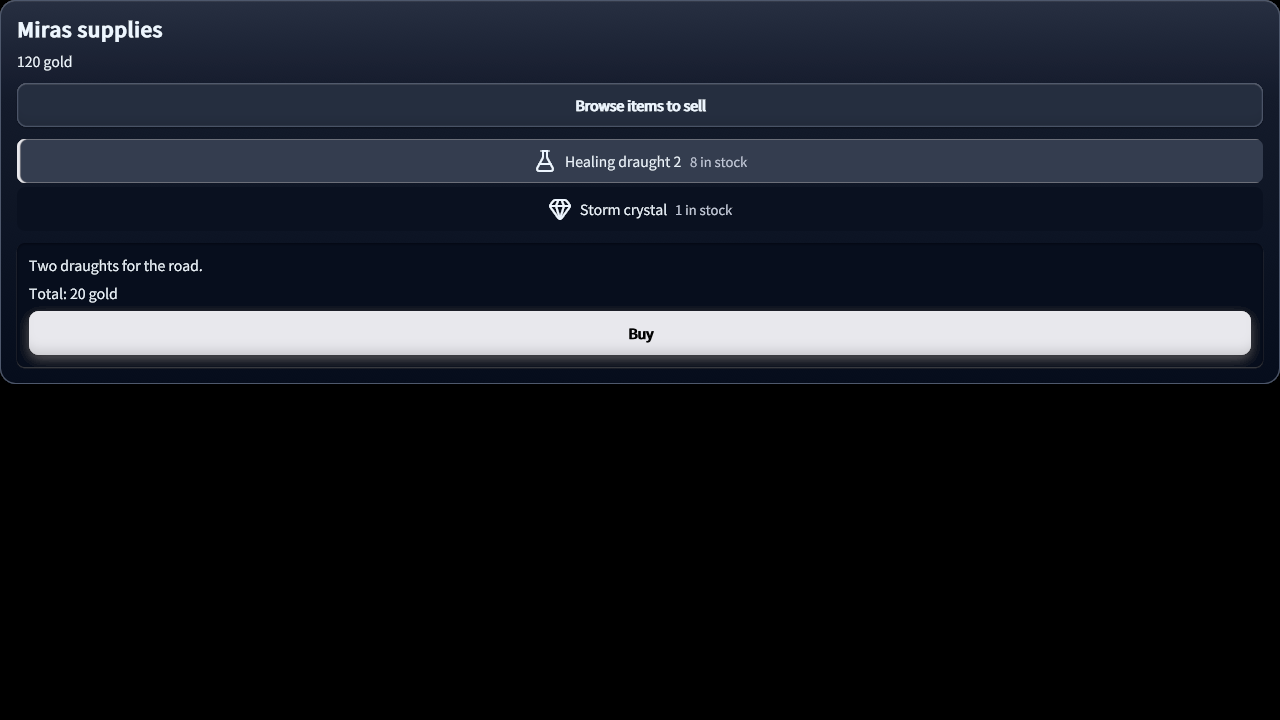 Miras supplies
120 gold
Browse items to sell
Healing draught 2 8 in stock
Storm crystal 1 in stock
Two draughts for the road.
Total: 20 gold
Buy